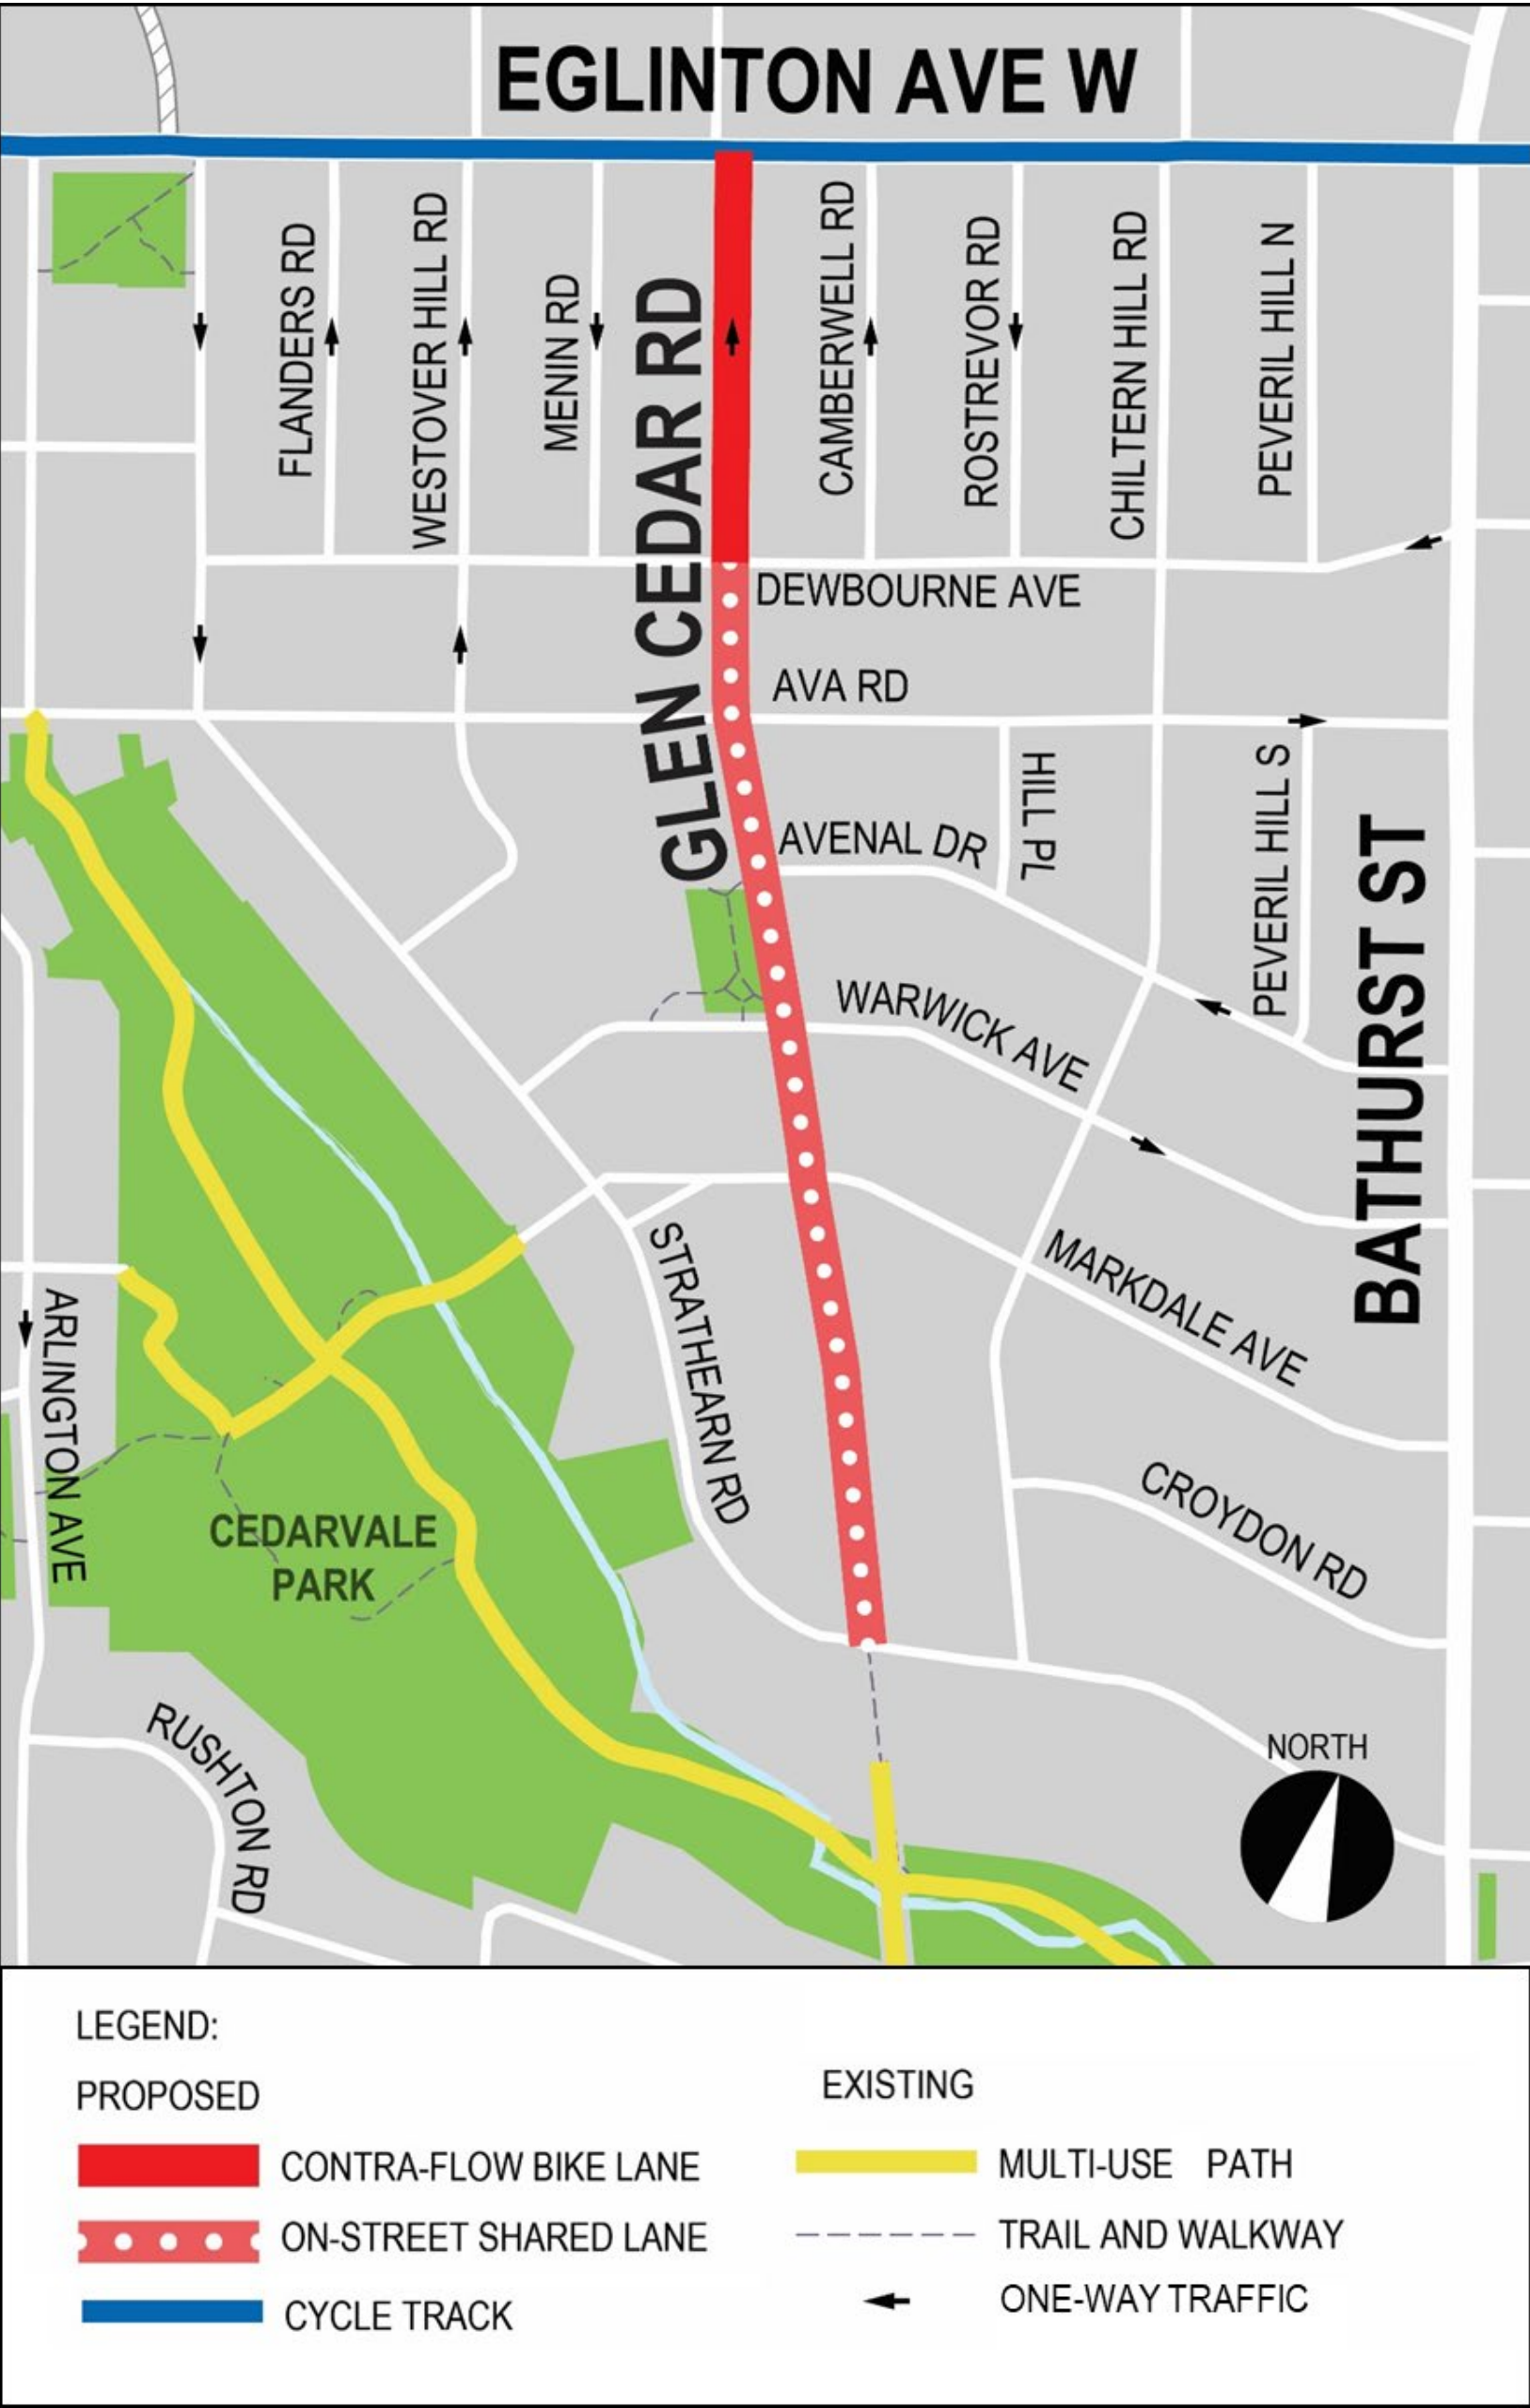 EGLINTON AVE W
FLANDERS RD
WESTOVER HILL RD
MENIN RD
GLEN CEDAR RD
CAMBERWELL RD
ROSTREVOR RD
CHILTERN HILL RD
PEVERIL HILL N
DEWBOURNE AVE
AVA RD
HILL PL
AVENAL DR
PEVERIL HILL S
BATHURST ST
WARWICK AVE
STRATHEARN RD
MARKDALE AVE
ARLINGTON AVE
CROYDON RD
CEDARVALE
PARK
RUSHTON RD
NORTH
LEGEND:
PROPOSED
CONTRA-FLOW BIKE LANE
ON-STREET SHARED LANE
CYCLE TRACK
EXISTING
MULTI-USE PATH
TRAIL AND WALKWAY
ONE-WAY TRAFFIC